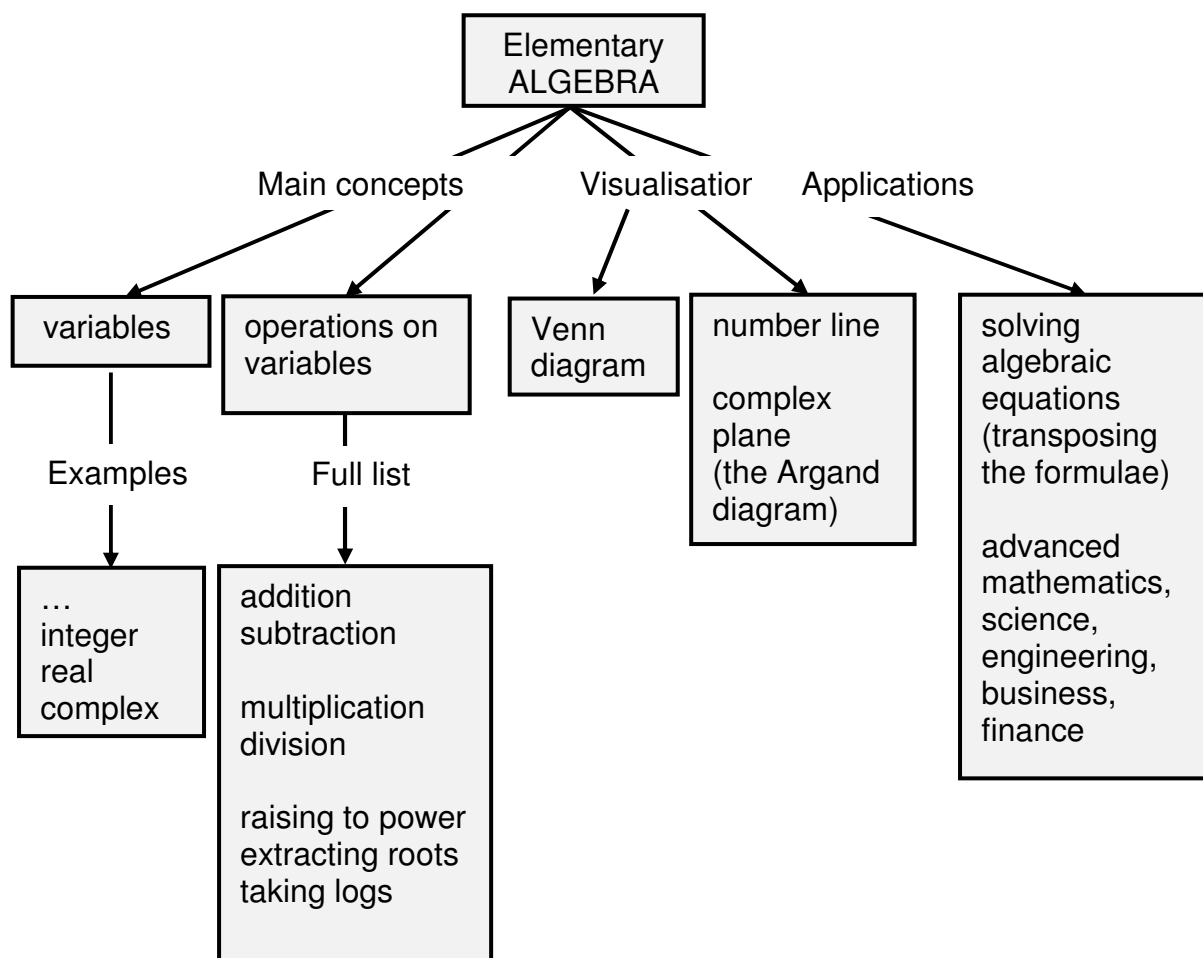 Elementary
ALGEBRA
Main concepts
Visualisation
Applications
variables
operations on
variables
Venn
diagram
number line
complex
plane
(the Argand
diagram)
solving
algebraic
equations
(transposing
the formulae)
advanced
mathematics,
science,
engineering,
business,
finance
Examples
Full list
…
integer
real
complex
addition
subtraction
multiplication
division
raising to power
extracting roots
taking logs